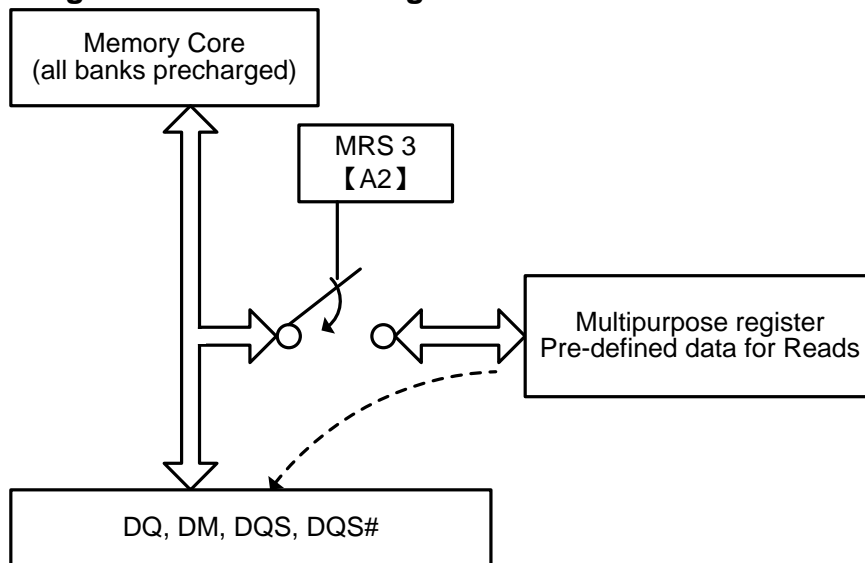 Memory Core
(all banks precharged)
MRS 3
【A2】
Multipurpose register
Pre-defined data for Reads
DQ, DM, DQS, DQS#